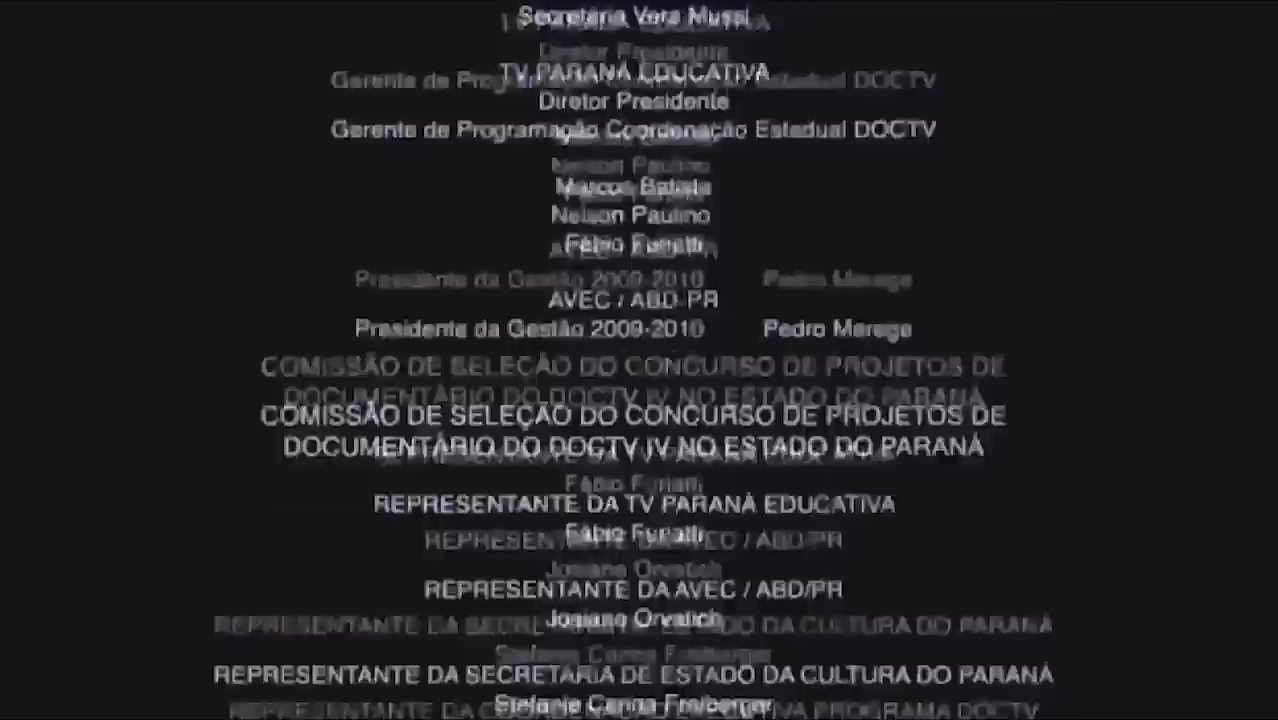 Secretária Vera Mussi
TV PARANÁ EDUCATIVA
Diretor Presidente
Gerente de Programação Coordenação Estadual DOCTV
Marcos Batista
Nelson Paulino
Fábio
AVEC / ABD-PR
Presidente da Gestão 2009-2010 Pedro Merege
COMISSÃO DE SELEÇÃO DO CONCURSO DE PROJETOS DE
DOCUMENTÁRIO DO DOCTV IV NO ESTADO DO PARANÁ
REPRESENTANTE DA TV PARANÁ EDUCATIVA
Fábio
REPRESENTANTE DA AVEC / ABD/PR
Josiane Orvatich
REPRESENTANTE DA SECRETARIA DE ESTADO DA CULTURA DO PARANÁ
Stefanie Freiberger